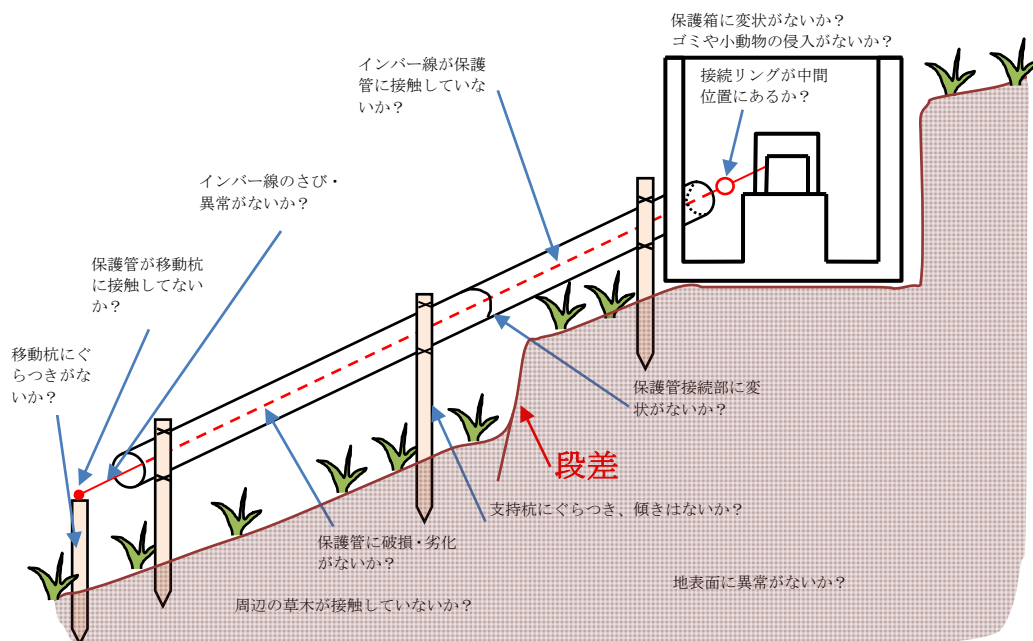 保護箱に変状がないか？
ゴミや小動物の侵入がないか？
接続リングが中間
位置にあるか？
インバー線が保護
管に接触していな
いか？
インバー線のさび・
異常がないか？
保護管が移動杭
に接触してない
か？
移動杭にぐ
らつきがな
いか？
保護管接続部に変
状がないか？
段差
支持杭にぐらつき、傾きはないか？
保護管に破損・劣化
がないか？
地表面に異常がないか？
周辺の草木が接触していないか？